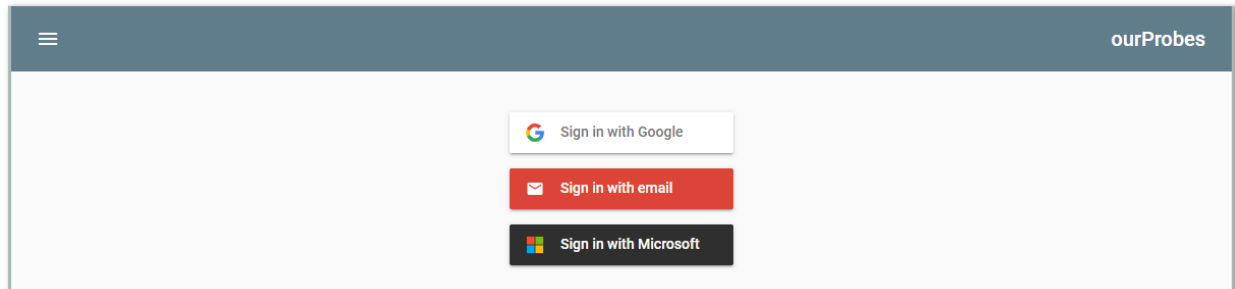 ourProbes
Sign in with Google
Sign in with email
Sign in with Microsoft